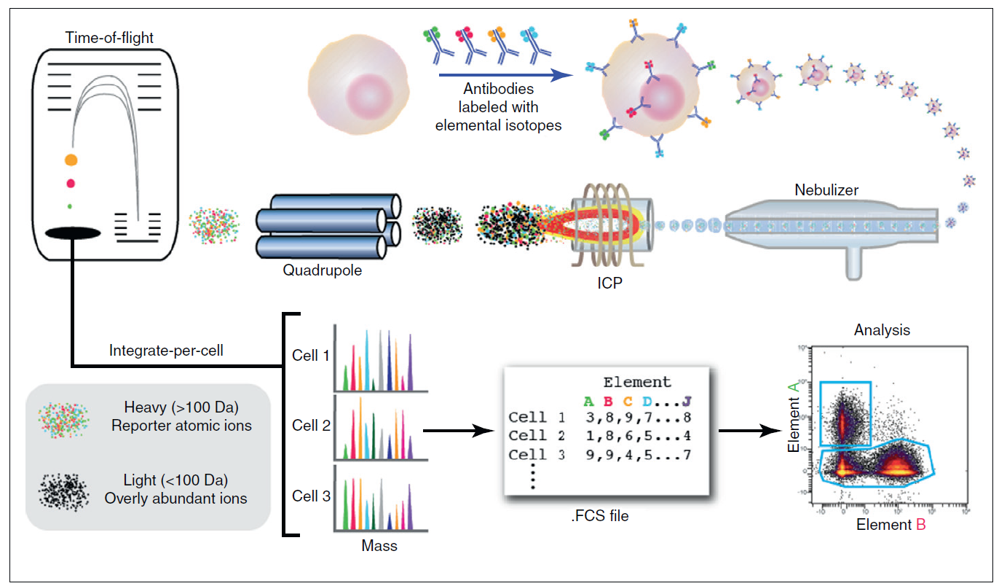 Time-of-flight
Antibodies
labeled with
elemental isotopes
Nebulizer
Quadrupole
ICP
Integrate-per-cell
Heavy (>100 Da)
Reporter atomic ions
Light (<100 Da)
Overly abundant ions
Cell 1
Cell 2
Cell 3
Mass
Element
A B C D....J
Cell 1 3,8,9,7...8
Cell 2 1,8,6,5...4
Cell 3 9,9,4,5...7
.FCS file
Analysis
Element A
Element B